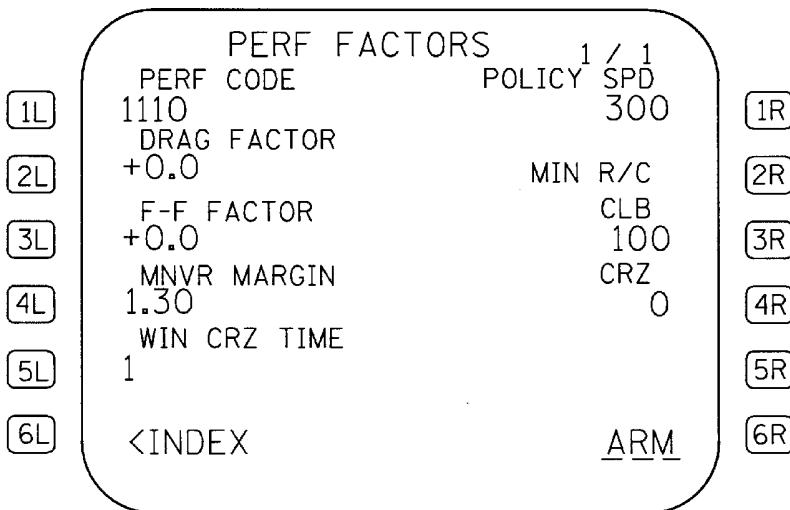 PERF FACTORS 1 / 1
PERF CODE POLICY SPD
1L 1110 300 1R
DRAG FACTOR
2L +0.0 MIN R/C 2R
F-F FACTOR CLB
3L +0.0 100 3R
MNVR MARGIN CRZ
4L 1.30 0 4R
WIN CRZ TIME
5L 1 5R
6L <INDEX ARM 6R